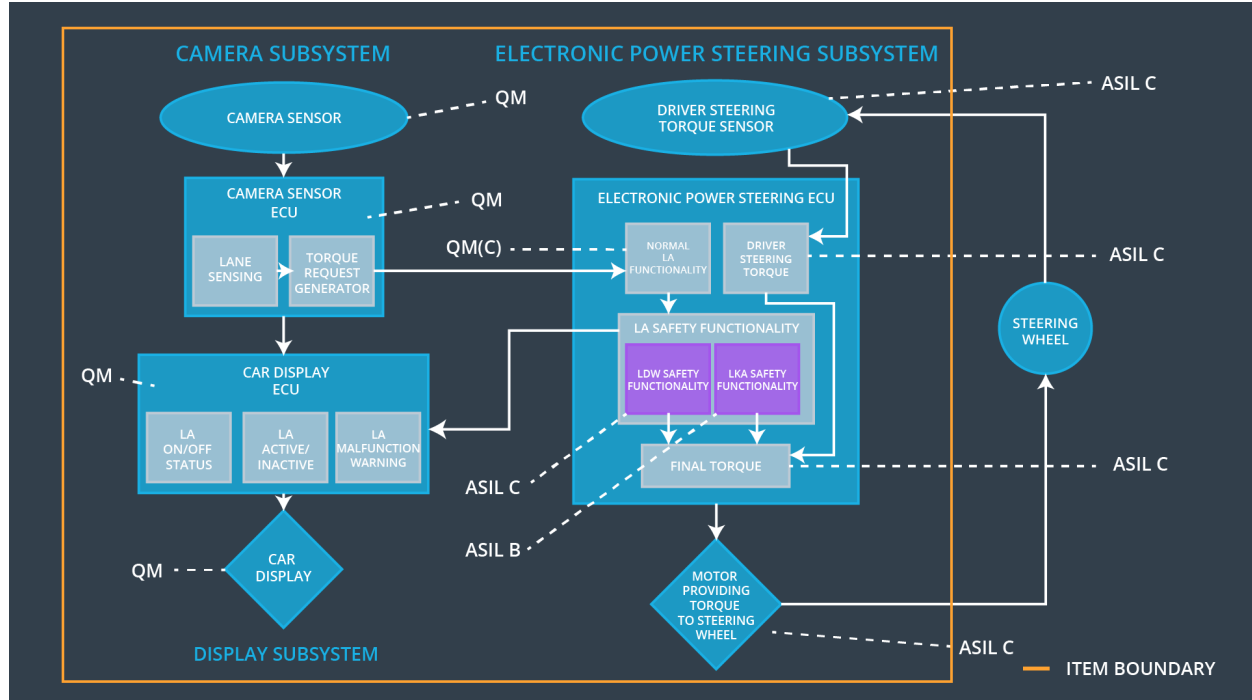 CAMERA SUBSYSTEM
ELECTRONIC POWER STEERING SUBSYSTEM
CAMERA SENSOR
QM
DRIVER STEERING
TORQUE SENSOR
ASIL C
CAMERA SENSOR
ECU
QM
LANE
SENSING
TORQUE
REQUEST
GENERATOR
QM(C)
ELECTRONIC POWER STEERING ECU
NORMAL
LA
FUNCTIONALITY
DRIVER
STEERING
TORQUE
ASIL C
LA SAFETY FUNCTIONALITY
LDW SAFETY
FUNCTIONALITY
LKA SAFETY
FUNCTIONALITY
STEERING
WHEEL
QM
CAR DISPLAY
ECU
LA
ON/OFF
STATUS
LA
ACTIVE/
INACTIVE
LA
MALFUNCTION
WARNING
FINAL TORQUE
ASIL C
ASIL C
ASIL B
QM
CAR
DISPLAY
MOTOR
PROVIDING
TORQUE
TO STEERING
WHEEL
ASIL C
DISPLAY SUBSYSTEM
ITEM BOUNDARY